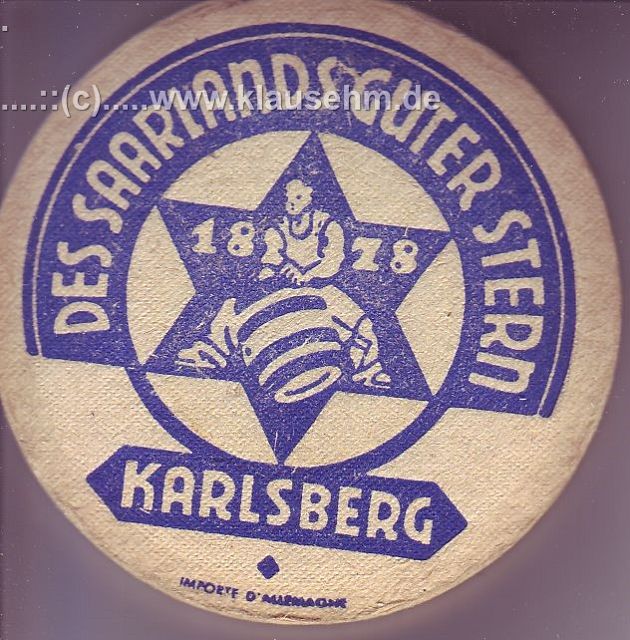 .
....::(c).....www.klausehm.de
DES SAARLANDS GUTER STERN
1878
KARLSBERG
IMPORTE D'ALLEMAGNE